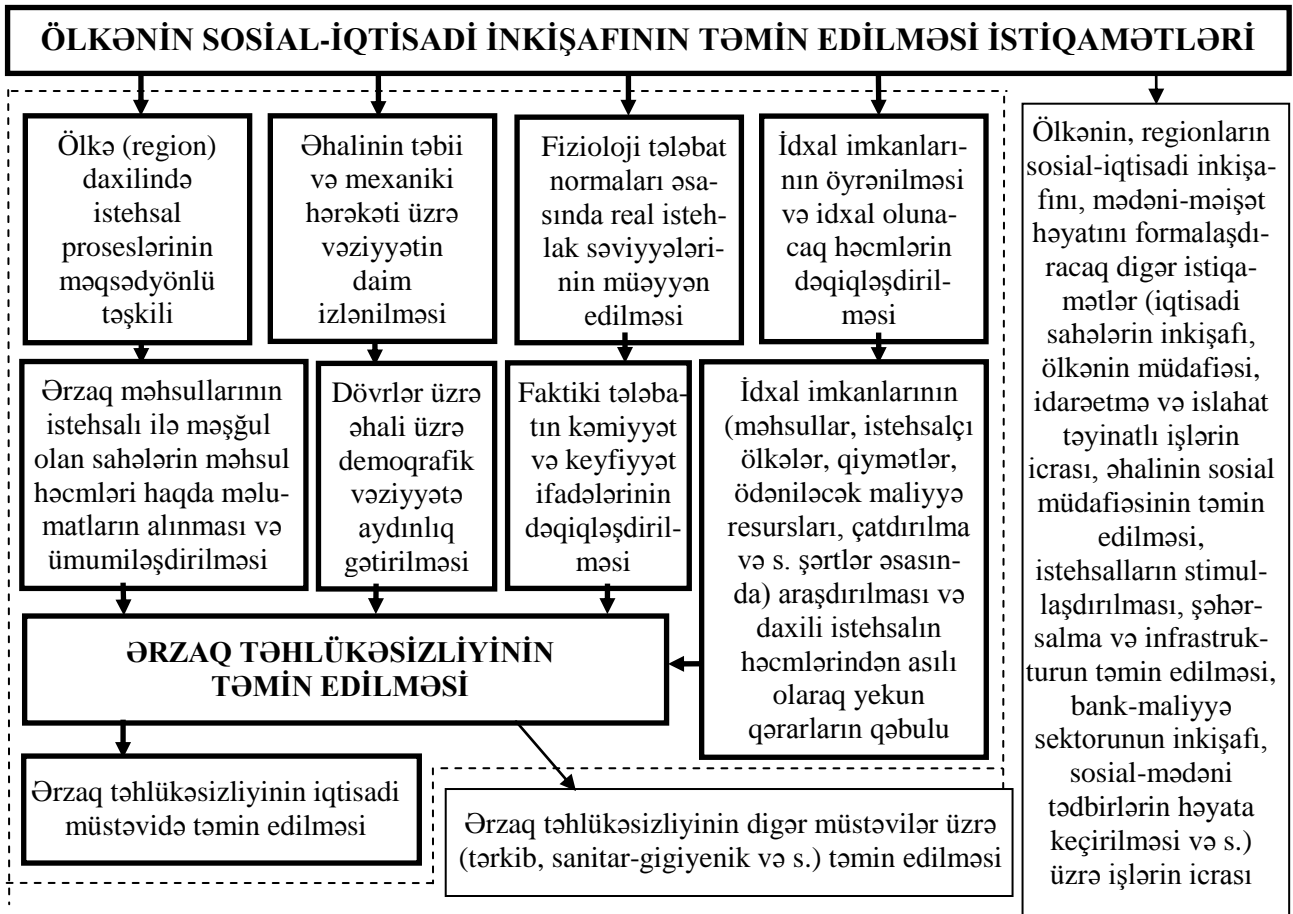 ÖLKƏNİN SOSİAL-İQTİSADİ İNKİŞAFININ TƏMİN EDİLMƏSİ İSTİQAMƏTLƏRİ
Ölkə (region)
daxilində
istehsal
proseslərinin
məqsədyönlü
təşkili
Əhalinin təbii
və mexaniki
hərəkəti üzrə
vəziyyətin
daim
izlənilməsi
Fizioloji tələbat
normaları əsa-
sında real isteh-
lak səviyyələri-
nin müəyyən
edilməsi
İdxal imkanları-
nın öyrənilməsi
və idxal oluna-
caq həcmlərin
dəqiqləşdiril-
məsi
Ölkənin, regionların
sosial-iqtisadi inkişa-
fını, mədəni-məişət
həyatını formalaşdı-
racaq digər istiqa-
mətlər (iqtisadi
sahələrin inkişafı,
ölkənin müdafiəsi,
idarəetmə və islahat
təyinatlı işlərin
icrası, əhalinin sosial
müdafiəsinin təmin
edilməsi,
istehsalların stimul-
laşdırılması, şəhər-
salma və infrastruk-
turun təmin edilməsi,
bank-maliyyə
sektorunun inkişafı,
sosial-mədəni
tədbirlərin həyata
keçirilməsi və s.)
üzrə işlərin icrası
Ərzaq məhsullarının
istehsalı ilə məşğul
olan sahələrin məhsul
həcmləri haqda məlu-
matların alınması və
ümumiləşdirilməsi
Dövrlər üzrə
əhali üzrə
demoqrafik
vəziyyətə
aydınlıq
gətirilməsi
Faktiki tələba-
tın kəmiyyət
və keyfiyyət
ifadələrinin
dəqiqləşdiril-
məsi
İdxal imkanlarının
(məhsullar, istehsalçı
ölkələr, qiymətlər,
ödəniləcək maliyyə
resursları, çatdırılma
və s. şərtlər əsasın-
da) araşdırılması və
daxili istehsalın
həcmlərindən asılı
olaraq yekun
qərarların qəbulu
ƏRZAQ TƏHLÜKƏSİZLİYİNİN
TƏMİN EDİLMƏSİ
Ərzaq təhlükəsizliyinin iqtisadi
müstəvidə təmin edilməsi
Ərzaq təhlükəsizliyinin digər müstəvilər üzrə
(tərkib, sanitar-gigiyenik və s.) təmin edilməsi